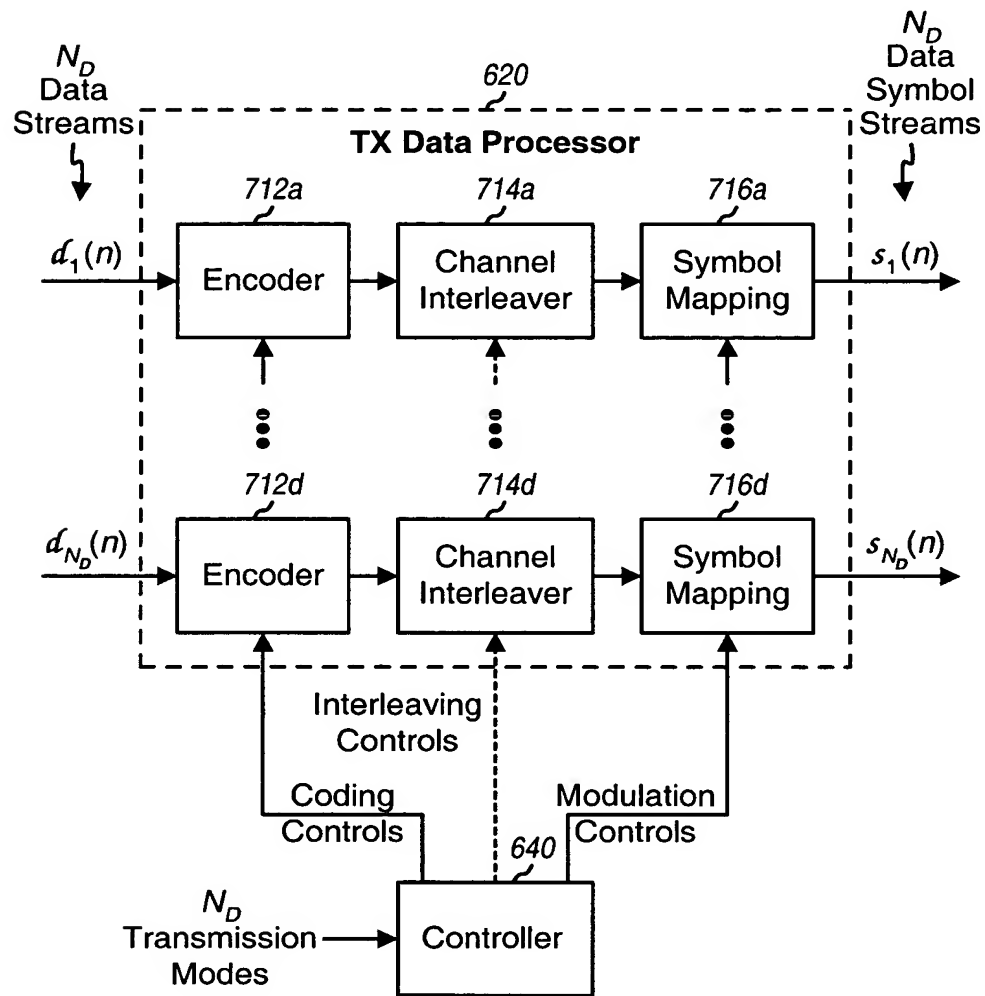 N_D
Data
Streams
N_D
Data
Symbol
Streams
620
TX Data Processor
712a
714a
716a
d_1(n)
Encoder
Channel
Interleaver
Symbol
Mapping
s_1(n)
712d
714d
716d
d_{N_D}(n)
Encoder
Channel
Interleaver
Symbol
Mapping
s_{N_D}(n)
Interleaving
Controls
Coding
Controls
Modulation
Controls
640
N_D
Transmission
Modes
Controller